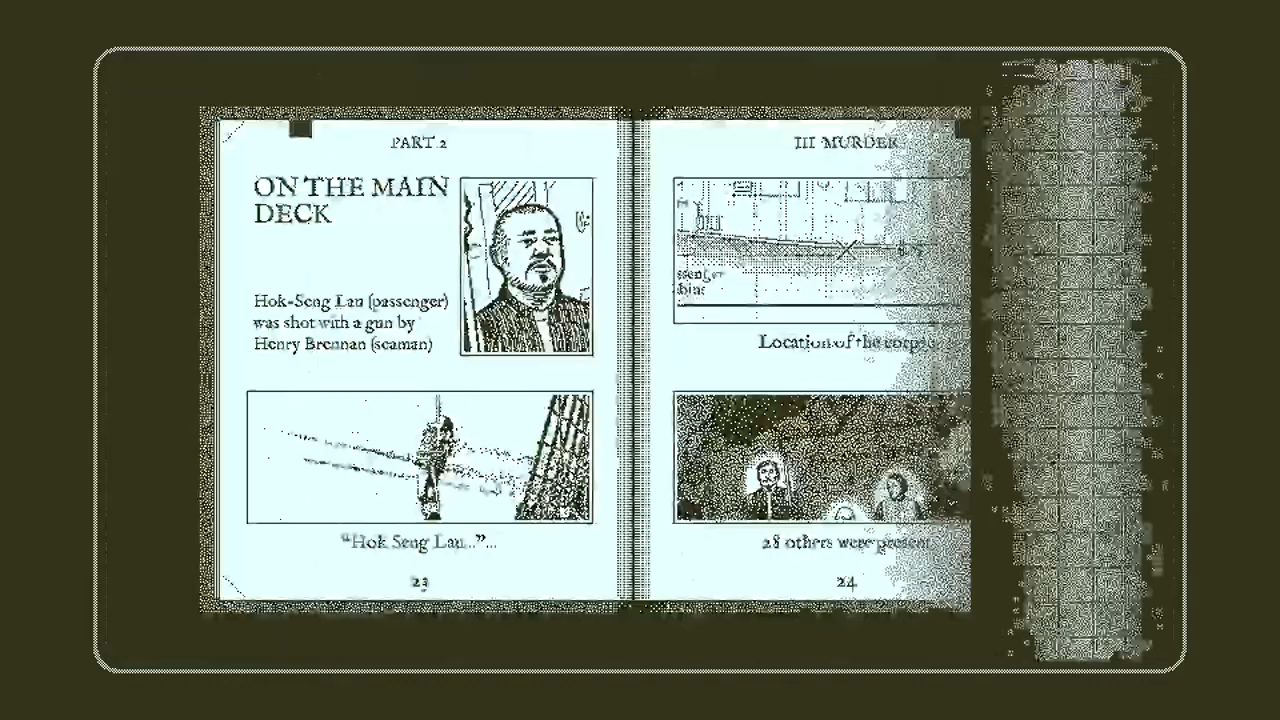 PART 2
ON THE MAIN
DECK
Hok-Seng Lau (passenger)
was shot with a gun by
Henry Brennan (seaman)
"Hok Seng Lau..."...
23
III MURDER
Location of the corpse
28 others were present
24